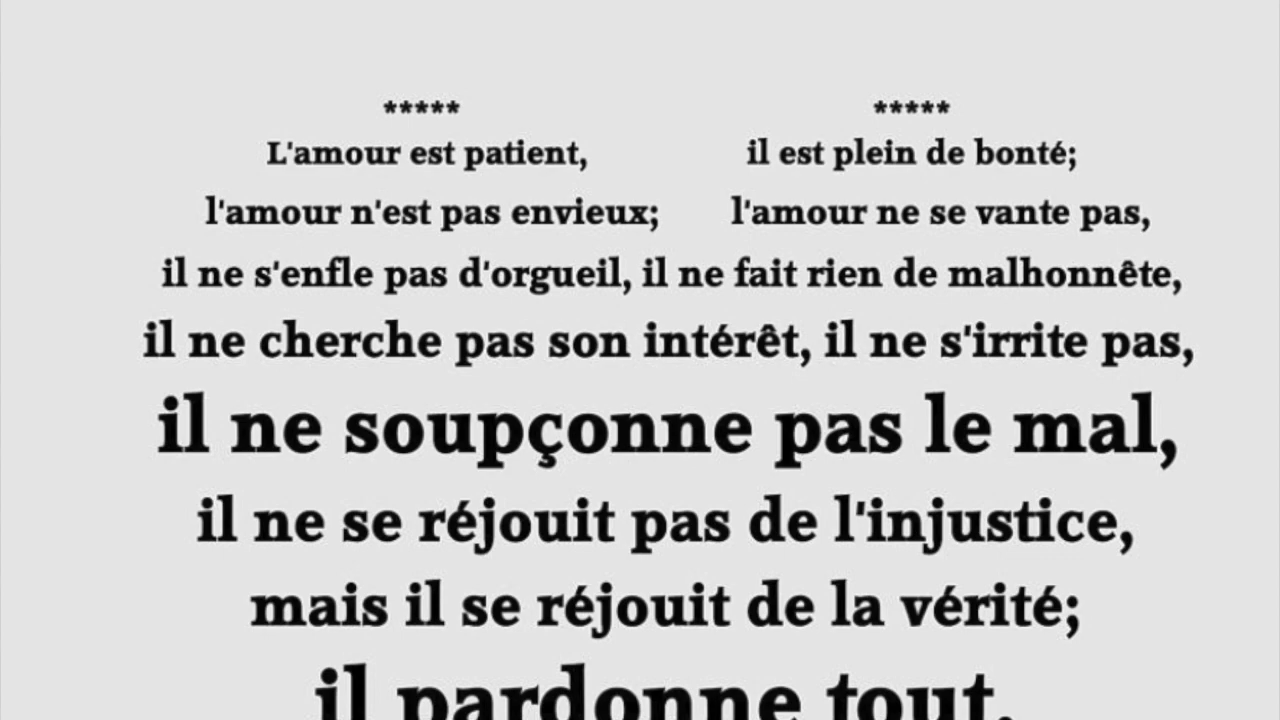 ***** *****
L'amour est patient, il est plein de bonté;
l'amour n'est pas envieux; l'amour ne se vante pas,
il ne s'enfle pas d'orgueil, il ne fait rien de malhonnête,
il ne cherche pas son intérêt, il ne s'irrite pas,
il ne soupçonne pas le mal,
il ne se réjouit pas de l'injustice,
mais il se réjouit de la vérité;
il pardonne tout,